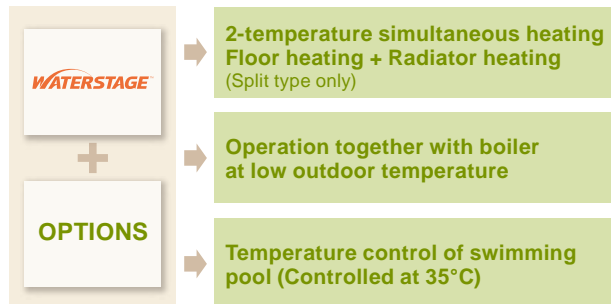 WATERSTAGE™
+
OPTIONS
2-temperature simultaneous heating
Floor heating + Radiator heating
(Split type only)
Operation together with boiler
at low outdoor temperature
Temperature control of swimming
pool (Controlled at 35°C)